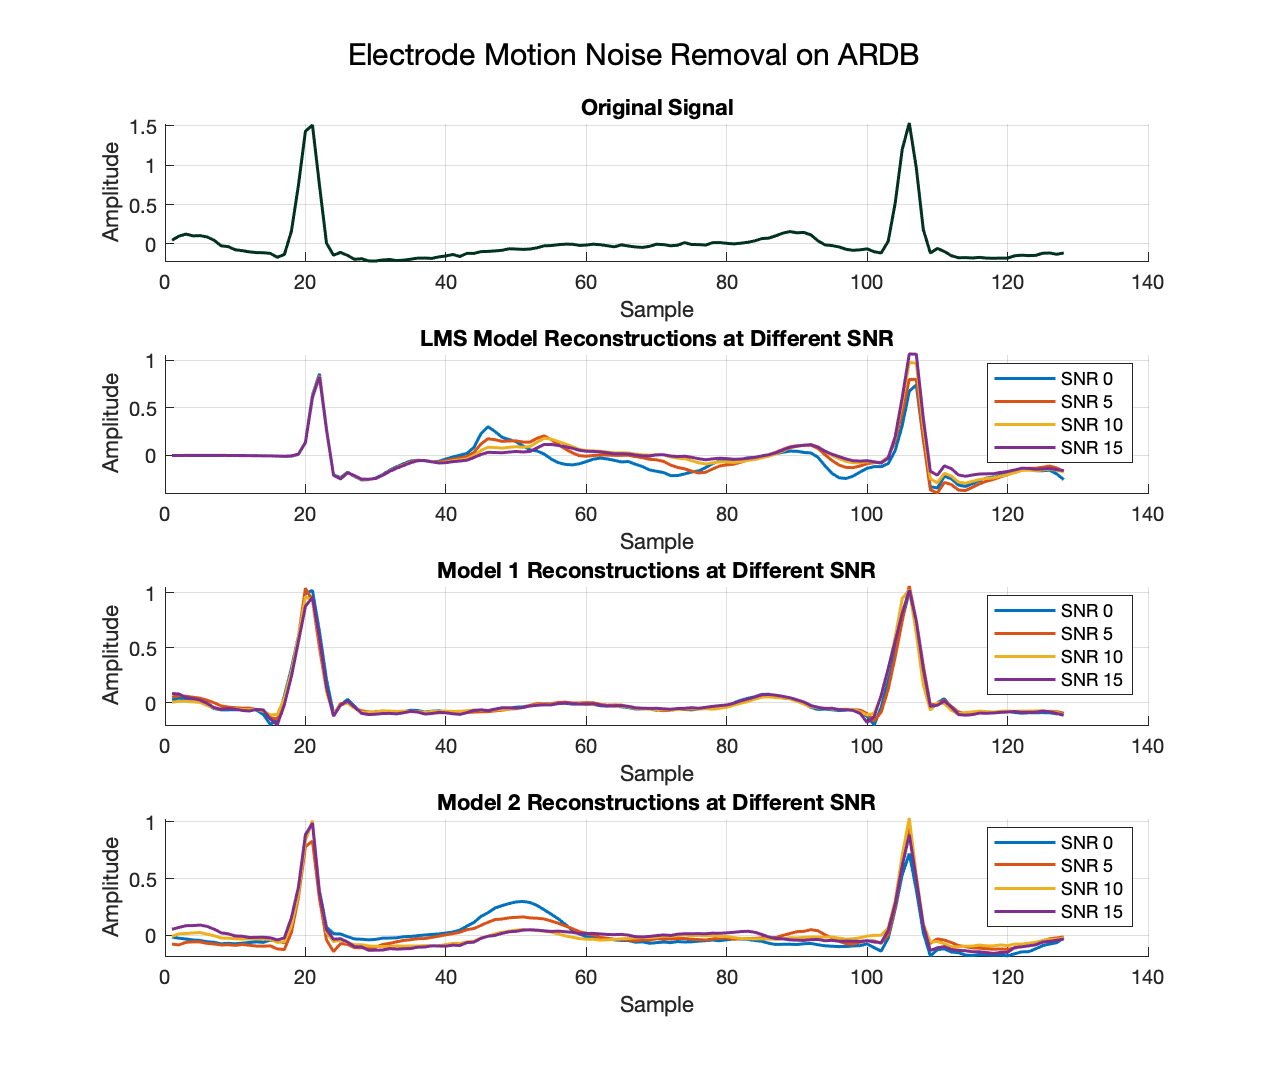 Electrode Motion Noise Removal on ARDB
Original Signal
Amplitude
1.5
1
0.5
0
0 20 40 60 80 100 120 140
Sample
LMS Model Reconstructions at Different SNR
Amplitude
1
0.5
0
SNR 0
SNR 5
SNR 10
SNR 15
0 20 40 60 80 100 120 140
Sample
Model 1 Reconstructions at Different SNR
Amplitude
1
0.5
0
SNR 0
SNR 5
SNR 10
SNR 15
0 20 40 60 80 100 120 140
Sample
Model 2 Reconstructions at Different SNR
Amplitude
1
0.5
0
SNR 0
SNR 5
SNR 10
SNR 15
0 20 40 60 80 100 120 140
Sample